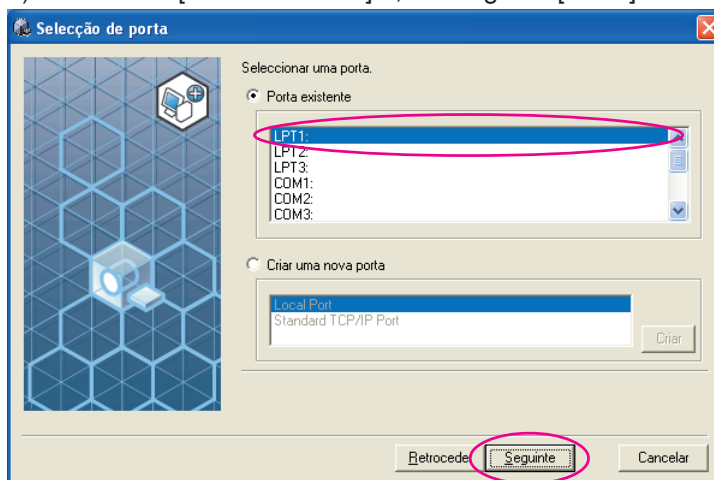 Selecção de porta
Seleccionar uma porta.
Porta existente
LPT1:
LPT2:
LPT3:
COM1:
COM2:
COM3:
Criar uma nova porta
Local Port
Standard TCP/IP Port
Criar
Retroceder
Seguinte
Cancelar